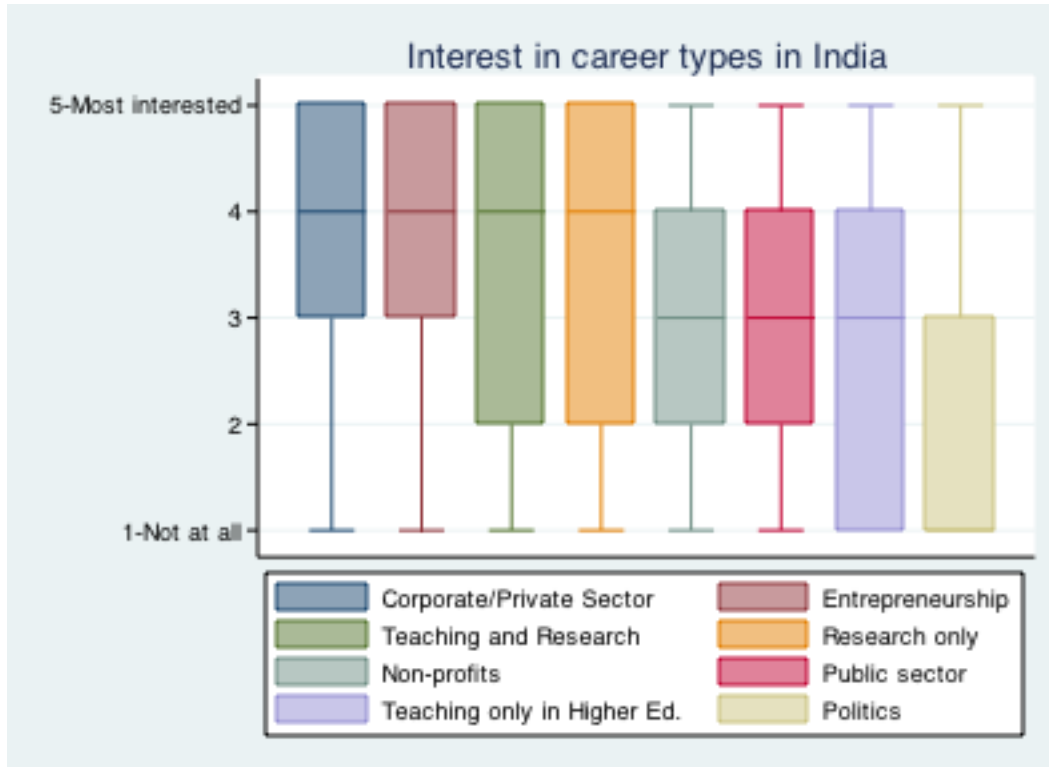 Interest in career types in India
5-Most interested
4
3
2
1-Not at all
Corporate/Private Sector
Entrepreneurship
Teaching and Research
Research only
Non-profits
Public sector
Teaching only in Higher Ed.
Politics